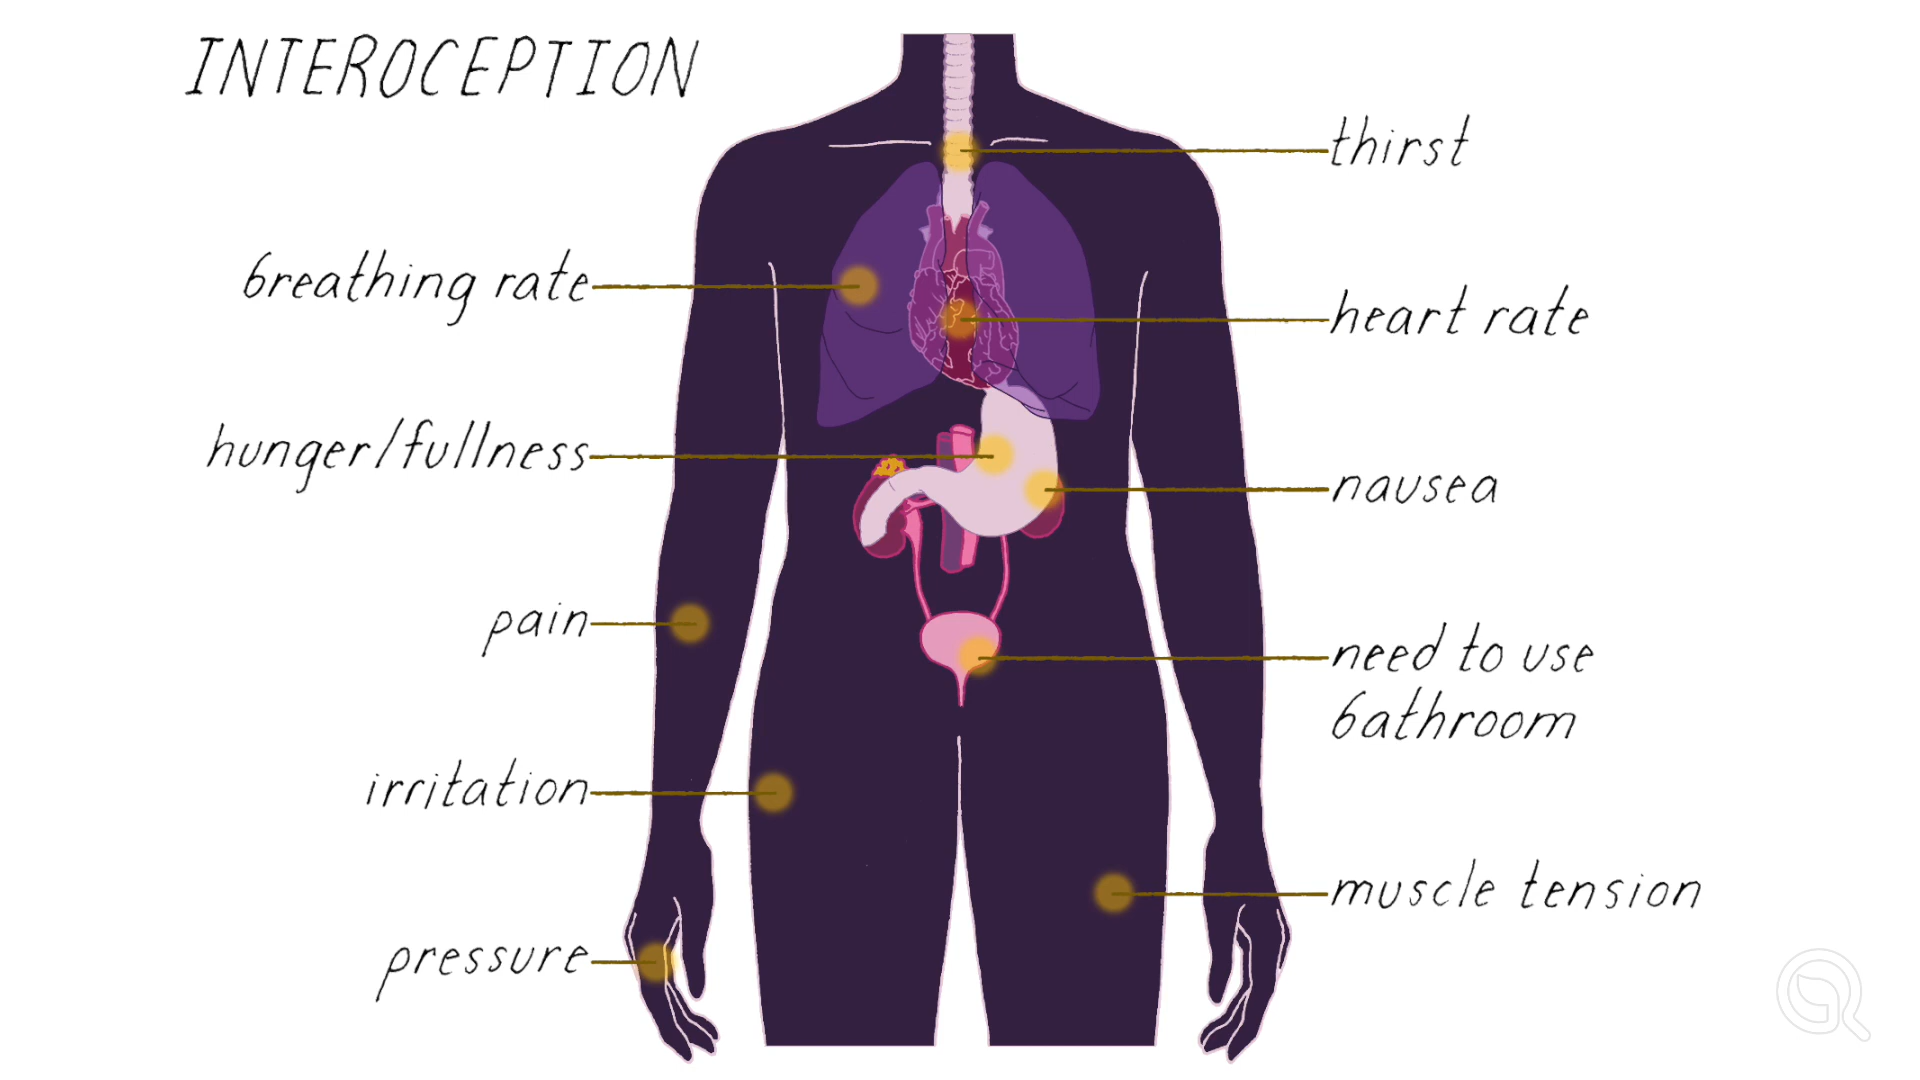 INTEROCEPTION
thirst
breathing rate
heart rate
hunger/fullness
nausea
pain
need to use
bathroom
irritation
muscle tension
pressure